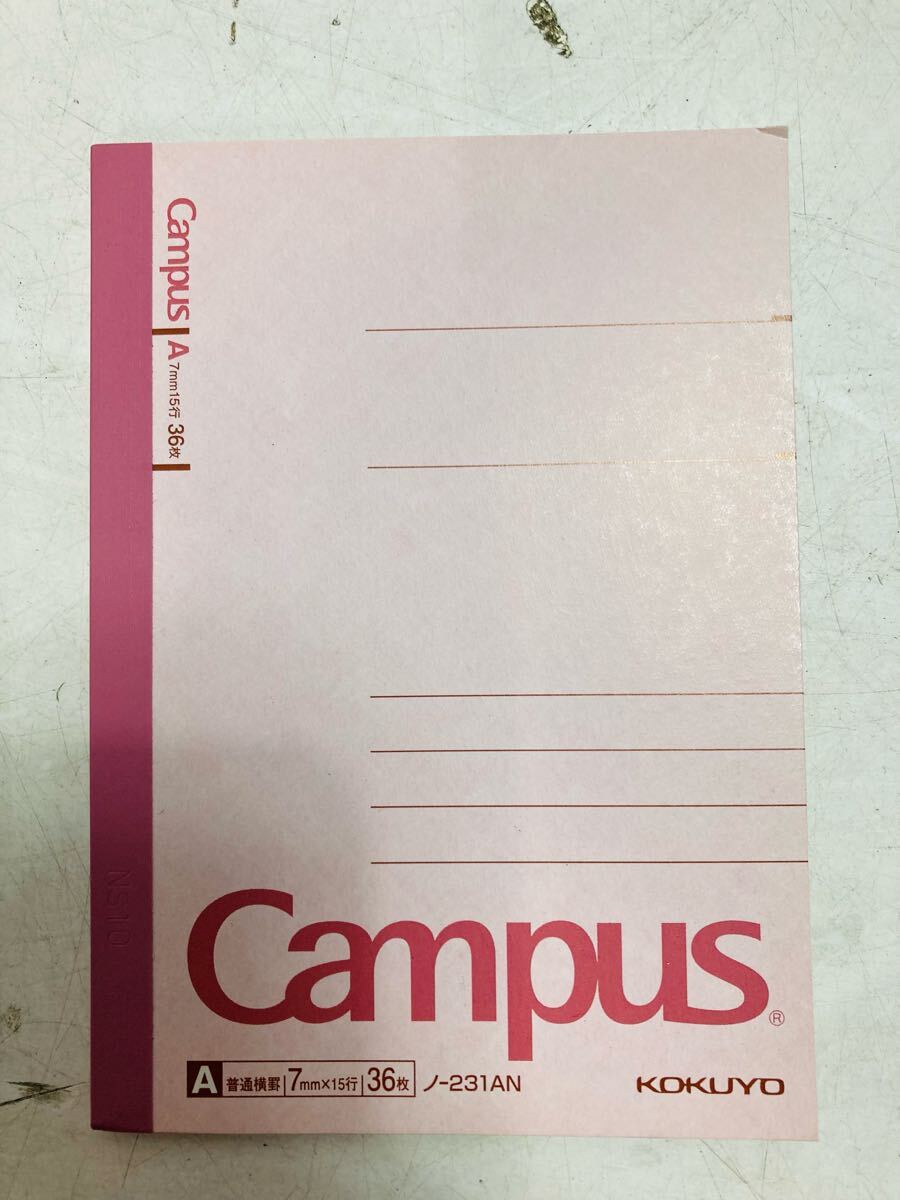 Campus
A 7mm15行 36枚
NS10
Campus®
A 普通横罫 7mm×15行 36枚 ノ-231AN
KOKUYO